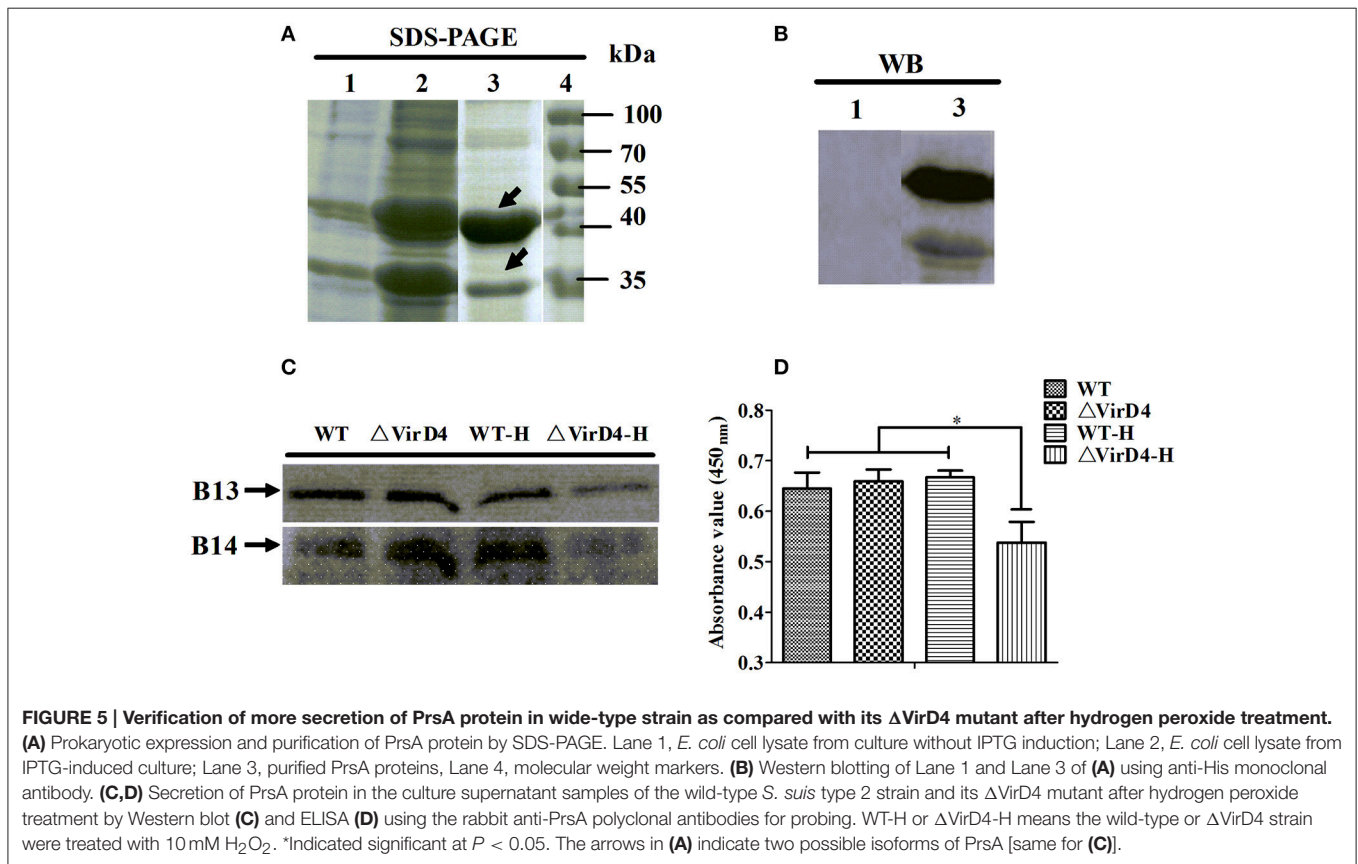 A
SDS-PAGE
kDa
1 2 3 4
100
70
55
40
35
B
WB
1 3
C
WT △VirD4 WT-H △VirD4-H
B13
B14
D
WT
△VirD4
WT-H
△VirD4-H
*
Absorbance value (450nm)
0.8
0.7
0.6
0.5
0.4
0.3
FIGURE 5 | Verification of more secretion of PrsA protein in wide-type strain as compared with its ΔVirD4 mutant after hydrogen peroxide treatment.
(A) Prokaryotic expression and purification of PrsA protein by SDS-PAGE. Lane 1, E. coli cell lysate from culture without IPTG induction; Lane 2, E. coli cell lysate from
IPTG-induced culture; Lane 3, purified PrsA proteins, Lane 4, molecular weight markers. (B) Western blotting of Lane 1 and Lane 3 of (A) using anti-His monoclonal
antibody. (C,D) Secretion of PrsA protein in the culture supernatant samples of the wild-type S. suis type 2 strain and its ΔVirD4 mutant after hydrogen peroxide
treatment by Western blot (C) and ELISA (D) using the rabbit anti-PrsA polyclonal antibodies for probing. WT-H or ΔVirD4-H means the wild-type or ΔVirD4 strain
were treated with 10 mM H2O2. *Indicated significant at P < 0.05. The arrows in (A) indicate two possible isoforms of PrsA [same for (C)].